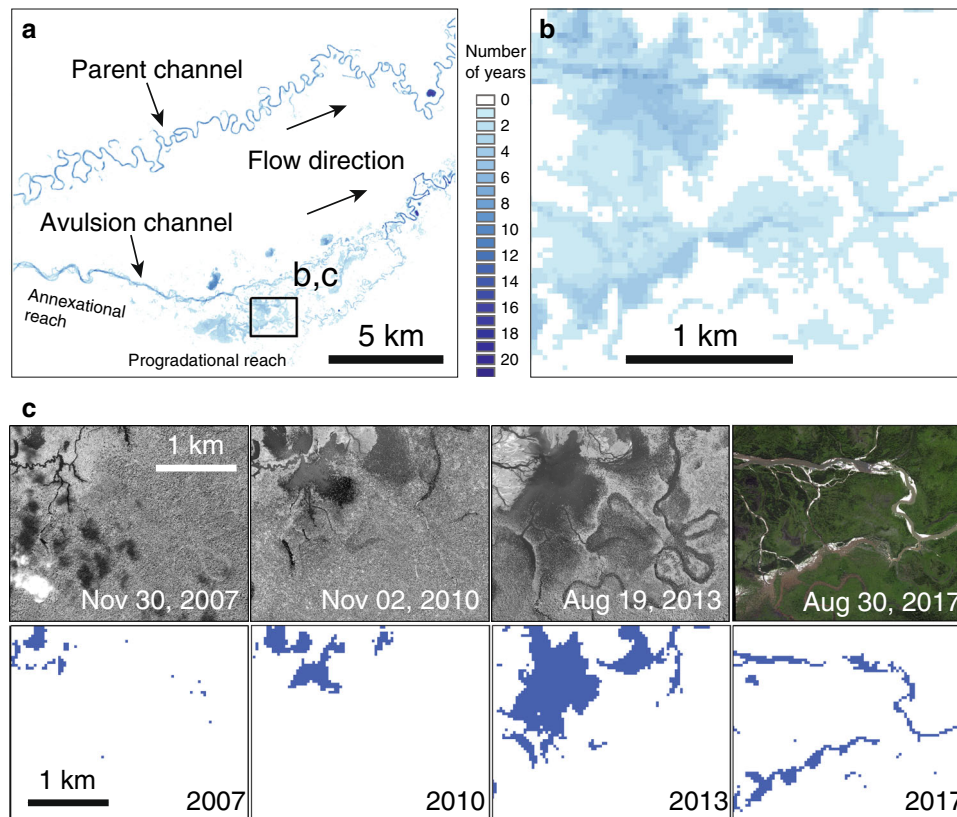 a
Parent channel
Flow direction
Avulsion channel
b,c
Annexational
reach
Progradational reach
5 km
Number
of years
0
2
4
6
8
10
12
14
16
18
20
b
1 km
c
1 km
Nov 30, 2007
Nov 02, 2010
Aug 19, 2013
Aug 30, 2017
1 km
2007
2010
2013
2017